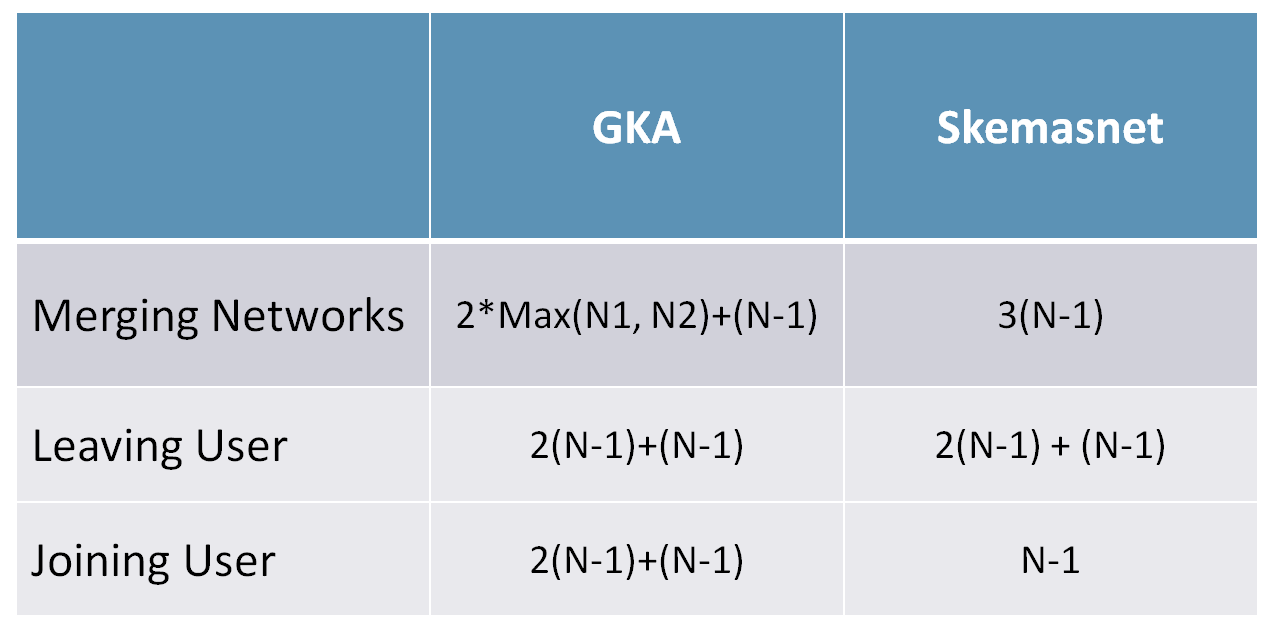 GKA Skemasnet
Merging Networks 2*Max(N1, N2)+(N-1) 3(N-1)
Leaving User 2(N-1)+(N-1) 2(N-1) + (N-1)
Joining User 2(N-1)+(N-1) N-1